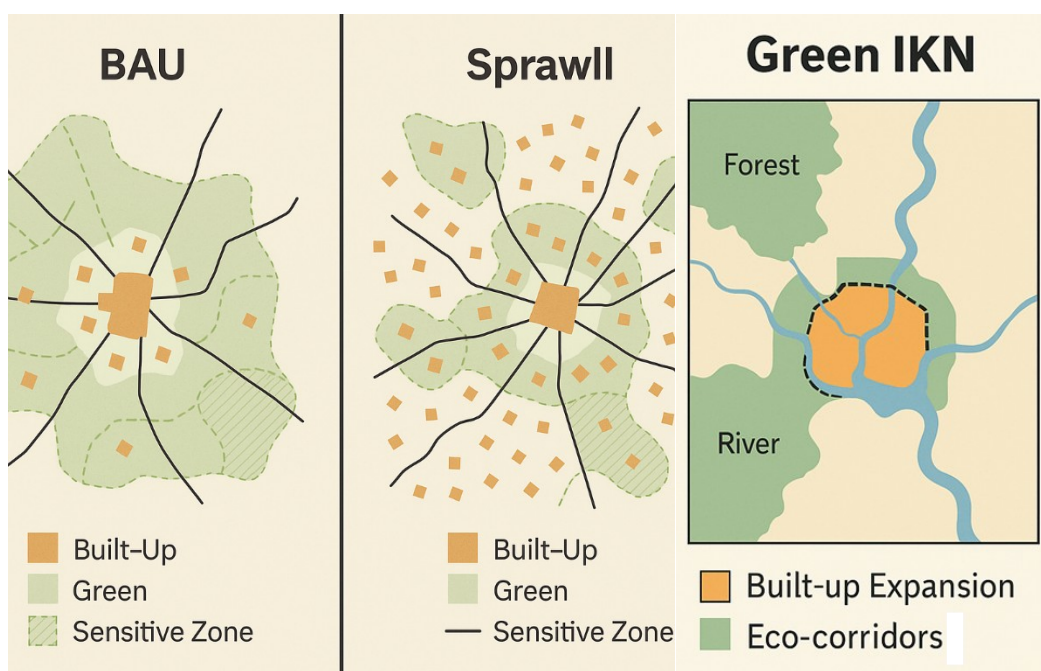 BAU
Built-Up
Green
Sensitive Zone
Sprawll
Built-Up
Green
Sensitive Zone
Green IKN
Forest
River
Built-up Expansion
Eco-corridors